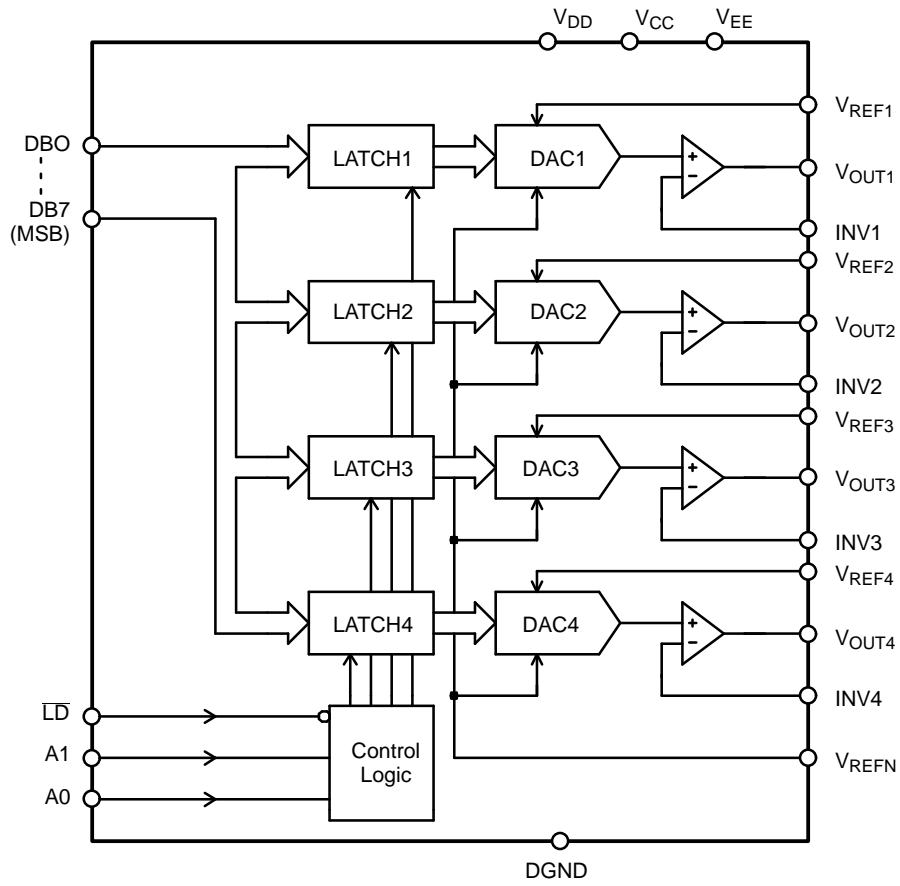 VDD VCC VEE
VREF1
DBO LATCH1 DAC1 + VOUT1
−
DB7
(MSB) INV1
VREF2
LATCH2 DAC2 + VOUT2
−
INV2
VREF3
LATCH3 DAC3 + VOUT3
−
INV3
VREF4
LATCH4 DAC4 + VOUT4
−
INV4
L̅D̅
A1 Control VREFN
Logic
A0
DGND